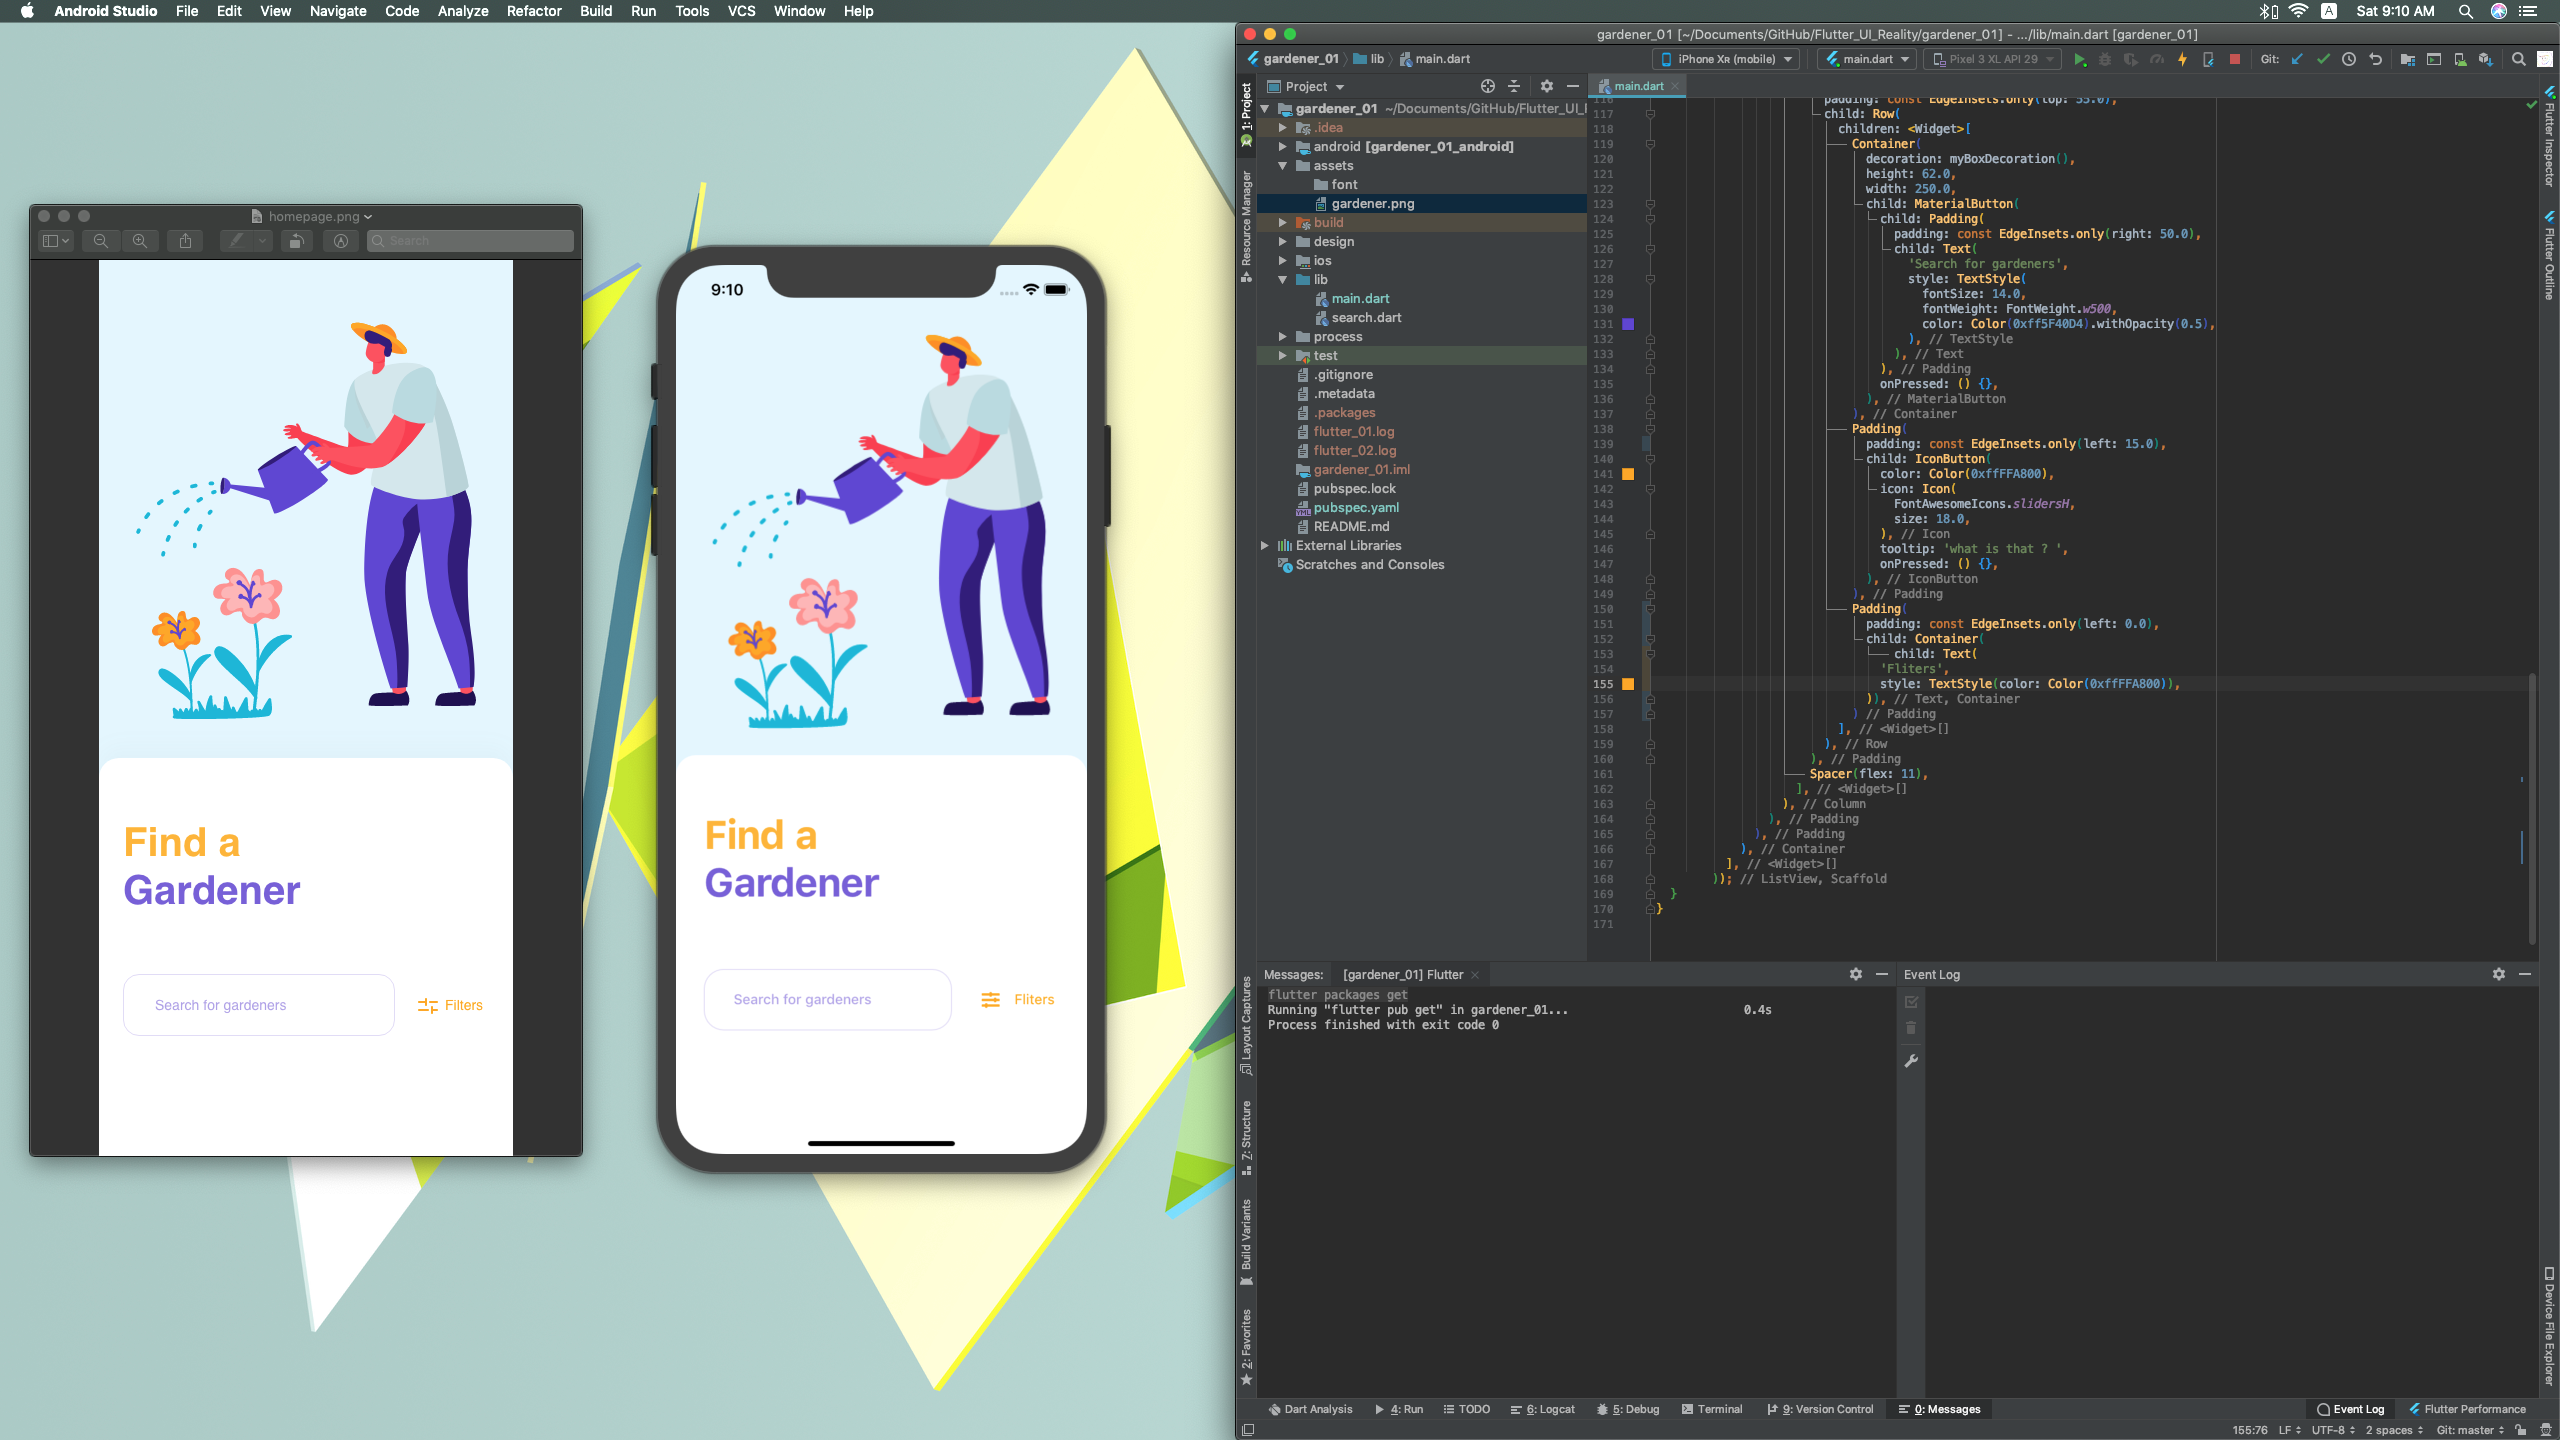 Android Studio File Edit View Navigate Code Analyze Refactor Build Run Tools VCS Window Help
A Sat 9:10 AM
homepage.png
Search
Find a
Gardener
Search for gardeners
Filters
9:10
Find a
Gardener
Search for gardeners
Fliters
gardener_01 [~/Documents/GitHub/Flutter_UI_Reality/gardener_01] - .../lib/main.dart [gardener_01]
gardener_01 lib main.dart
iPhone XR (mobile) main.dart Pixel 3 XL API 29 Git:
1: Project
Resource Manager
Layout Captures
7: Structure
Build Variants
2: Favorites
Project
gardener_01 ~/Documents/GitHub/Flutter_UI_
.idea
android [gardener_01_android]
assets
font
gardener.png
build
design
ios
lib
main.dart
search.dart
process
test
.gitignore
.metadata
.packages
flutter_01.log
flutter_02.log
gardener_01.iml
pubspec.lock
pubspec.yaml
README.md
External Libraries
Scratches and Consoles
main.dart
116 padding: const EdgeInsets.only(top: 55.0),
117 child: Row(
118 children: <Widget>[
119 Container(
120 decoration: myBoxDecoration(),
121 height: 62.0,
122 width: 250.0,
123 child: MaterialButton(
124 child: Padding(
125 padding: const EdgeInsets.only(right: 50.0),
126 child: Text(
127 'Search for gardeners',
128 style: TextStyle(
129 fontSize: 14.0,
130 fontWeight: FontWeight.w500,
131 color: Color(0xff5F40D4).withOpacity(0.5),
132 ), // TextStyle
133 ), // Text
134 ), // Padding
135 onPressed: () {},
136 ), // MaterialButton
137 ), // Container
138 Padding(
139 padding: const EdgeInsets.only(left: 15.0),
140 child: IconButton(
141 color: Color(0xffFFA800),
142 icon: Icon(
143 FontAwesomeIcons.slidersH,
144 size: 18.0,
145 ), // Icon
146 tooltip: 'what is that ? ',
147 onPressed: () {},
148 ), // IconButton
149 ), // Padding
150 Padding(
151 padding: const EdgeInsets.only(left: 0.0),
152 child: Container(
153 child: Text(
154 'Fliters',
155 style: TextStyle(color: Color(0xffFFA800)),
156 )), // Text, Container
157 ) // Padding
158 ], // <Widget>[]
159 ), // Row
160 ), // Padding
161 Spacer(flex: 11),
162 ], // <Widget>[]
163 ), // Column
164 ), // Padding
165 ), // Padding
166 ), // Container
167 ], // <Widget>[]
168 )); // ListView, Scaffold
169 }
170 }
171
Flutter Inspector
Flutter Outline
Device File Explorer
Messages: [gardener_01] Flutter
flutter packages get
Running "flutter pub get" in gardener_01... 0.4s
Process finished with exit code 0
Event Log
Dart Analysis 4: Run TODO 6: Logcat 5: Debug Terminal 9: Version Control 0: Messages Event Log Flutter Performance
155:76 LF UTF-8 2 spaces Git: master